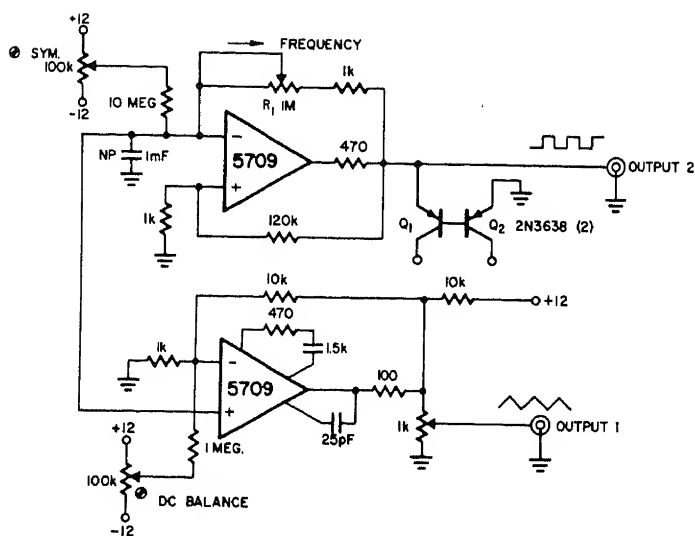 +12
SYM.
100k
-12
10 MEG
FREQUENCY
R1 1M
1k
NP
1mF
-
5709
+
470
1k
120k
OUTPUT 2
Q1
Q2
2N3638 (2)
10k
10k
+12
470
1.5k
1k
-
5709
+
100
25pF
1k
OUTPUT 1
1 MEG.
+12
100k
DC BALANCE
-12